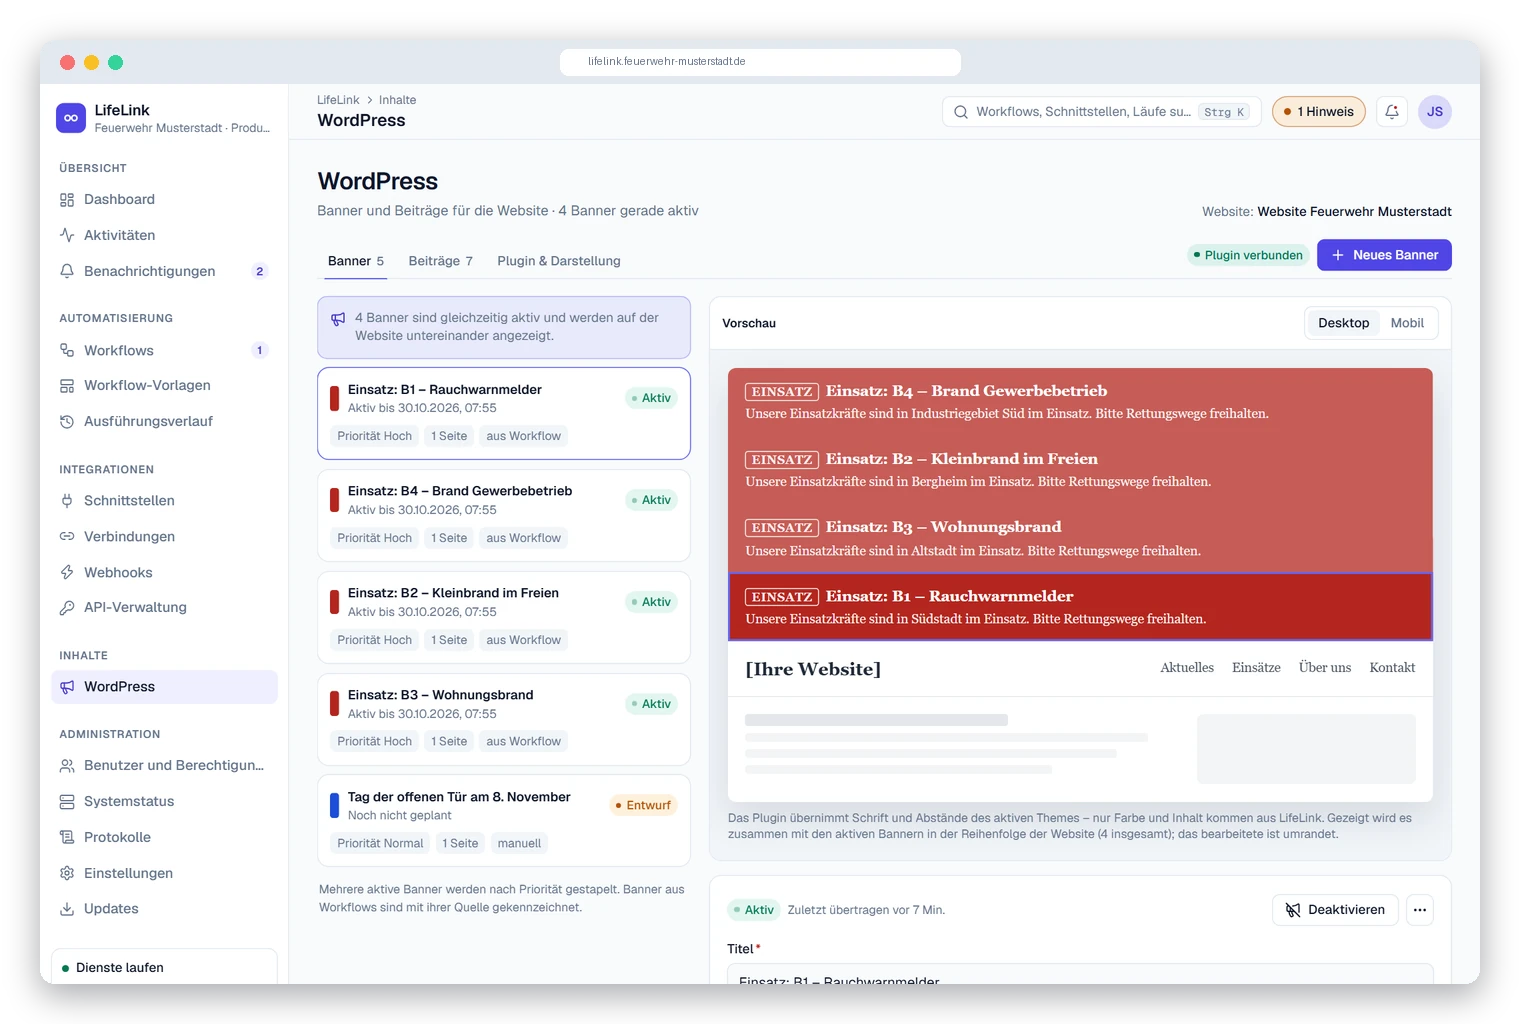 lifelink.feuerwehr-musterstadt.de
LifeLink
Feuerwehr Musterstadt · Produ...
ÜBERSICHT
Dashboard
Aktivitäten
Benachrichtigungen 2
AUTOMATISIERUNG
Workflows 1
Workflow-Vorlagen
Ausführungsverlauf
INTEGRATIONEN
Schnittstellen
Verbindungen
Webhooks
API-Verwaltung
INHALTE
WordPress
ADMINISTRATION
Benutzer und Berechtigun...
Systemstatus
Protokolle
Einstellungen
Updates
Dienste laufen
LifeLink > Inhalte
WordPress
Workflows, Schnittstellen, Läufe su... Strg K
1 Hinweis
JS
WordPress
Banner und Beiträge für die Website · 4 Banner gerade aktiv
Website: Website Feuerwehr Musterstadt
Banner 5 Beiträge 7 Plugin & Darstellung
Plugin verbunden
+ Neues Banner
4 Banner sind gleichzeitig aktiv und werden auf der
Website untereinander angezeigt.
Einsatz: B1 – Rauchwarnmelder
Aktiv bis 30.10.2026, 07:55
Aktiv
Priorität Hoch 1 Seite aus Workflow
Einsatz: B4 – Brand Gewerbebetrieb
Aktiv bis 30.10.2026, 07:55
Aktiv
Priorität Hoch 1 Seite aus Workflow
Einsatz: B2 – Kleinbrand im Freien
Aktiv bis 30.10.2026, 07:55
Aktiv
Priorität Hoch 1 Seite aus Workflow
Einsatz: B3 – Wohnungsbrand
Aktiv bis 30.10.2026, 07:55
Aktiv
Priorität Hoch 1 Seite aus Workflow
Tag der offenen Tür am 8. November
Noch nicht geplant
Entwurf
Priorität Normal 1 Seite manuell
Mehrere aktive Banner werden nach Priorität gestapelt. Banner aus
Workflows sind mit ihrer Quelle gekennzeichnet.
Vorschau
Desktop Mobil
EINSATZ Einsatz: B4 – Brand Gewerbebetrieb
Unsere Einsatzkräfte sind in Industriegebiet Süd im Einsatz. Bitte Rettungswege freihalten.
EINSATZ Einsatz: B2 – Kleinbrand im Freien
Unsere Einsatzkräfte sind in Bergheim im Einsatz. Bitte Rettungswege freihalten.
EINSATZ Einsatz: B3 – Wohnungsbrand
Unsere Einsatzkräfte sind in Altstadt im Einsatz. Bitte Rettungswege freihalten.
EINSATZ Einsatz: B1 – Rauchwarnmelder
Unsere Einsatzkräfte sind in Südstadt im Einsatz. Bitte Rettungswege freihalten.
[Ihre Website]
Aktuelles Einsätze Über uns Kontakt
Das Plugin übernimmt Schrift und Abstände des aktiven Themes – nur Farbe und Inhalt kommen aus LifeLink. Gezeigt wird es
zusammen mit den aktiven Bannern in der Reihenfolge der Website (4 insgesamt); das bearbeitete ist umrandet.
Aktiv Zuletzt übertragen vor 7 Min.
Deaktivieren
Titel*
Einsatz: B1 – Rauchwarnmelder